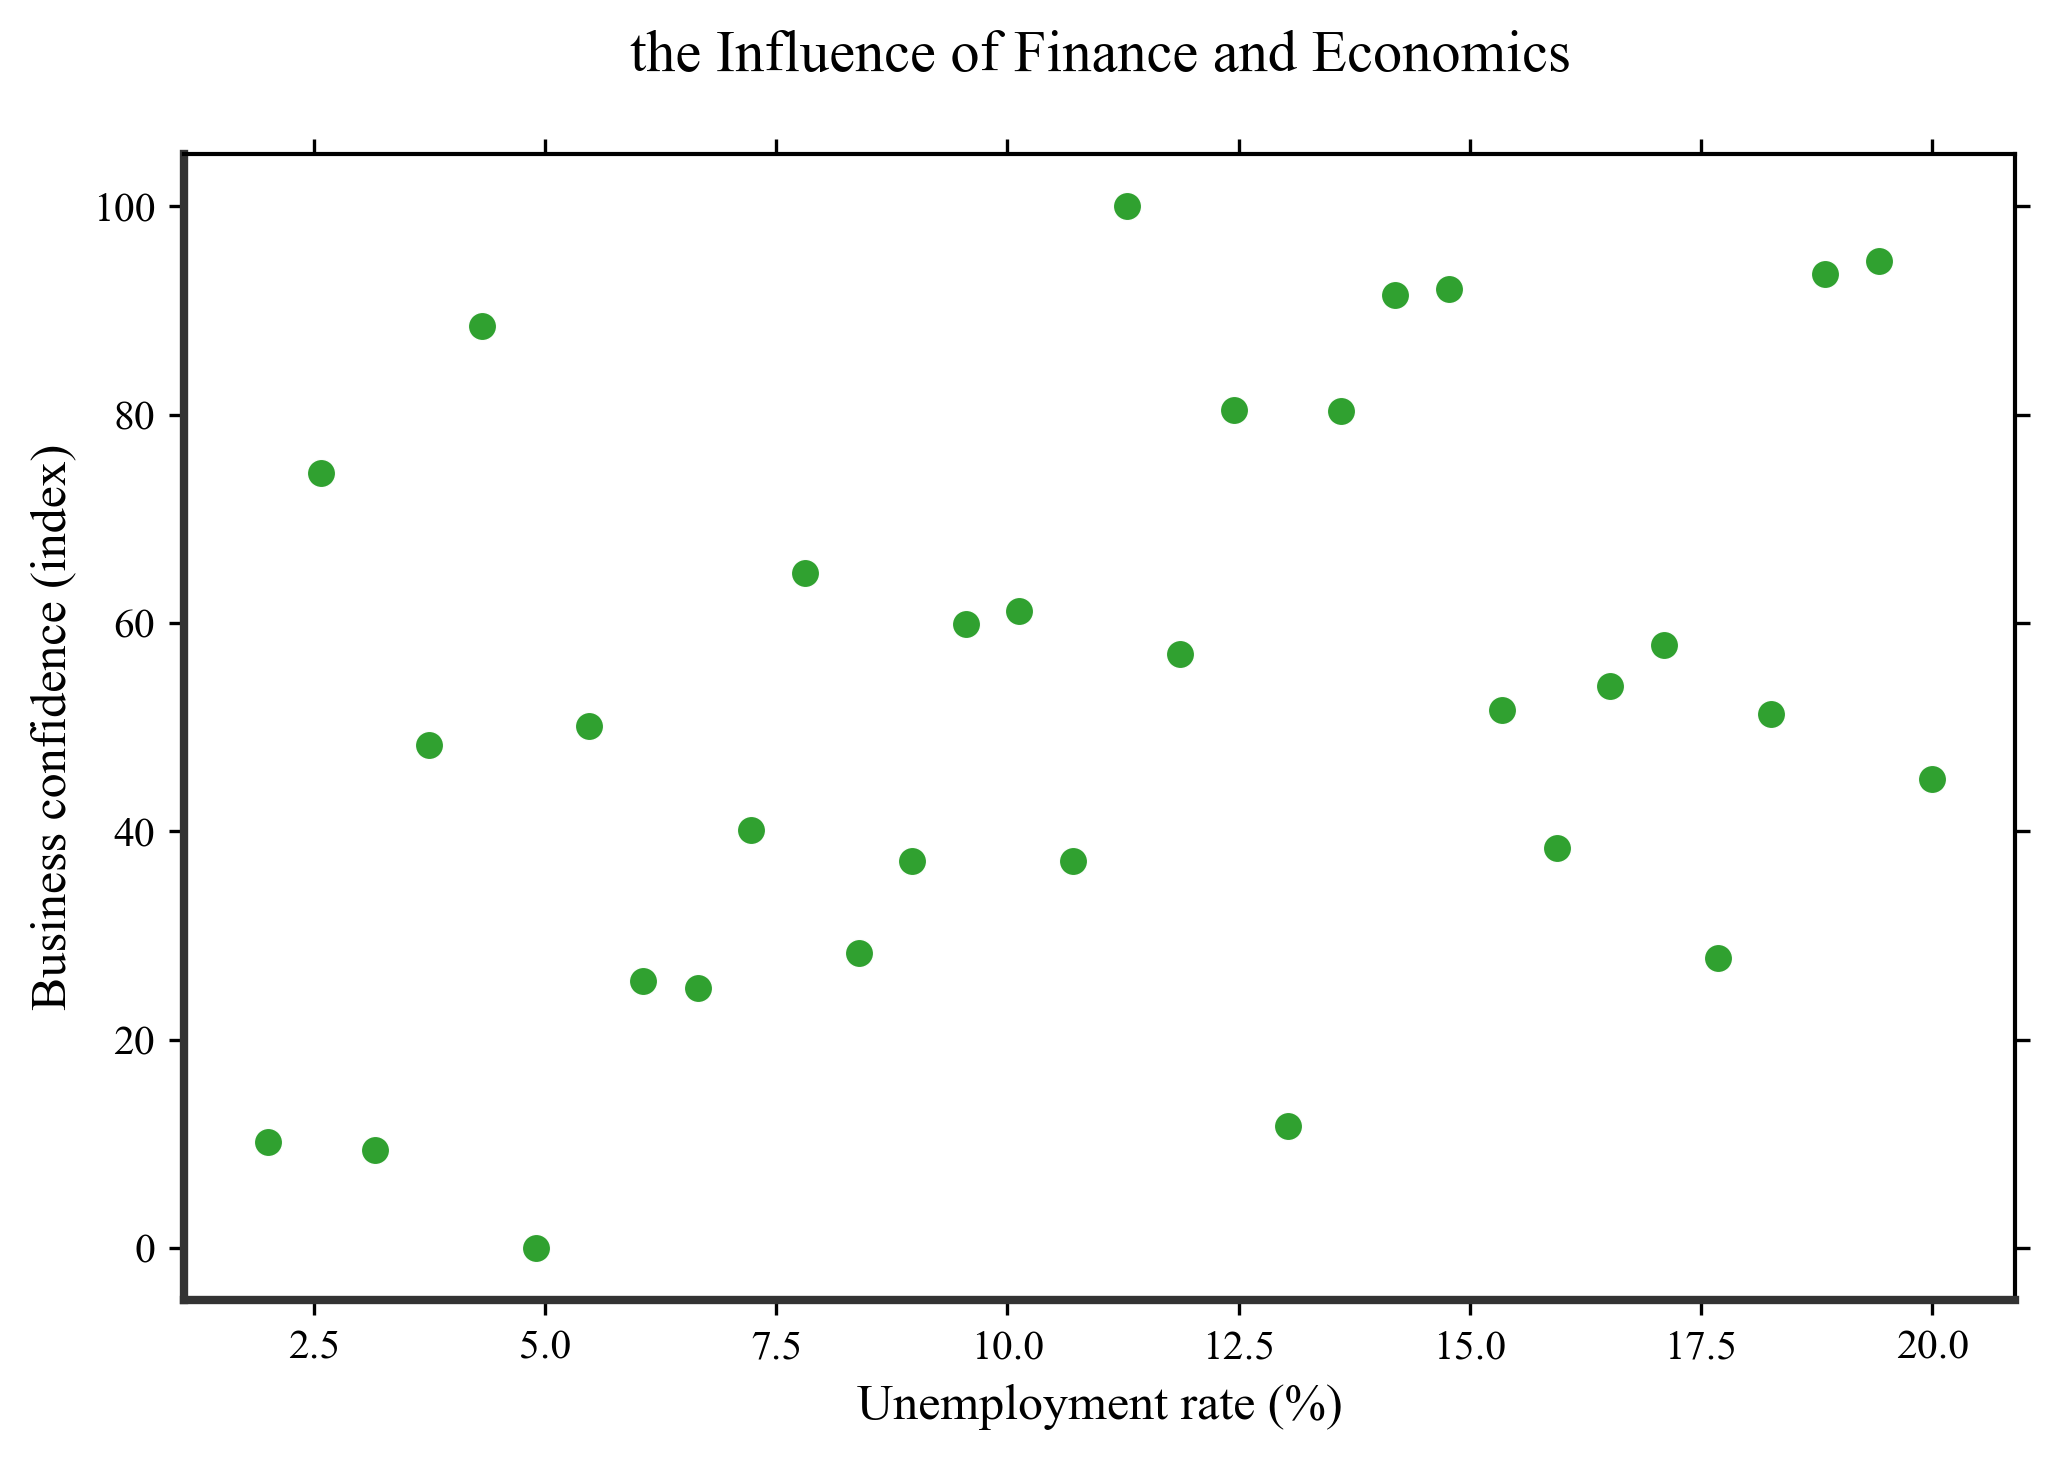 the Influence of Finance and Economics
100
80
60
40
20
0
Business confidence (index)
2.5 5.0 7.5 10.0 12.5 15.0 17.5 20.0
Unemployment rate (%)